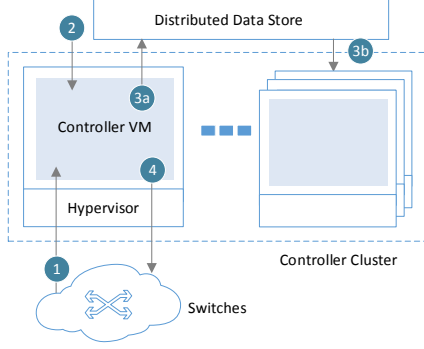 Distributed Data Store
2
3a
3b
Controller VM
4
Hypervisor
1
Controller Cluster
Switches